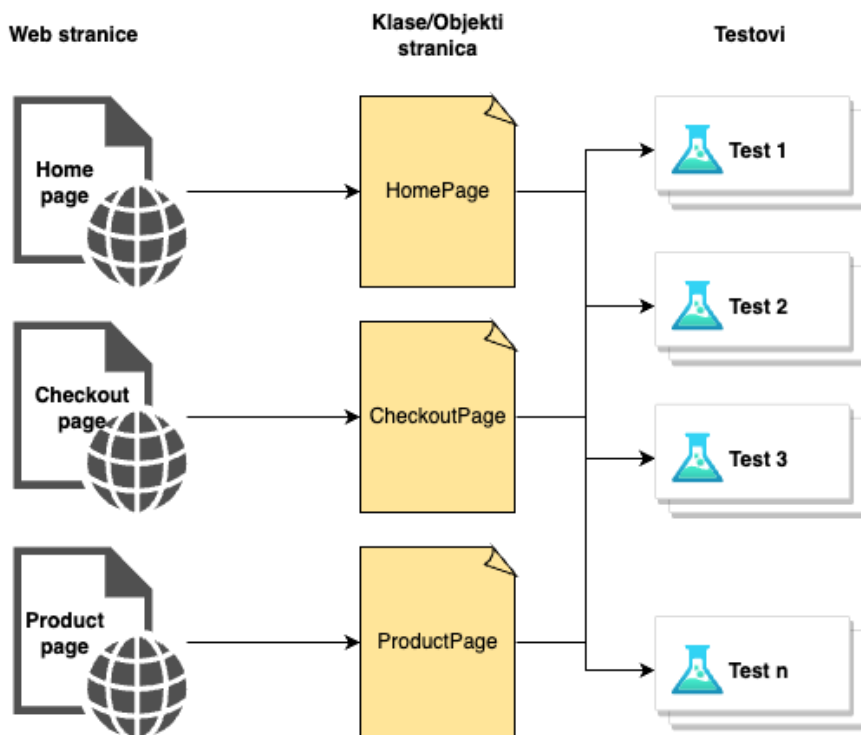 Web stranice
Klase/Objekti
stranica
Testovi
Home
page
HomePage
Test 1
Test 2
Checkout
page
CheckoutPage
Test 3
Product
page
ProductPage
Test n